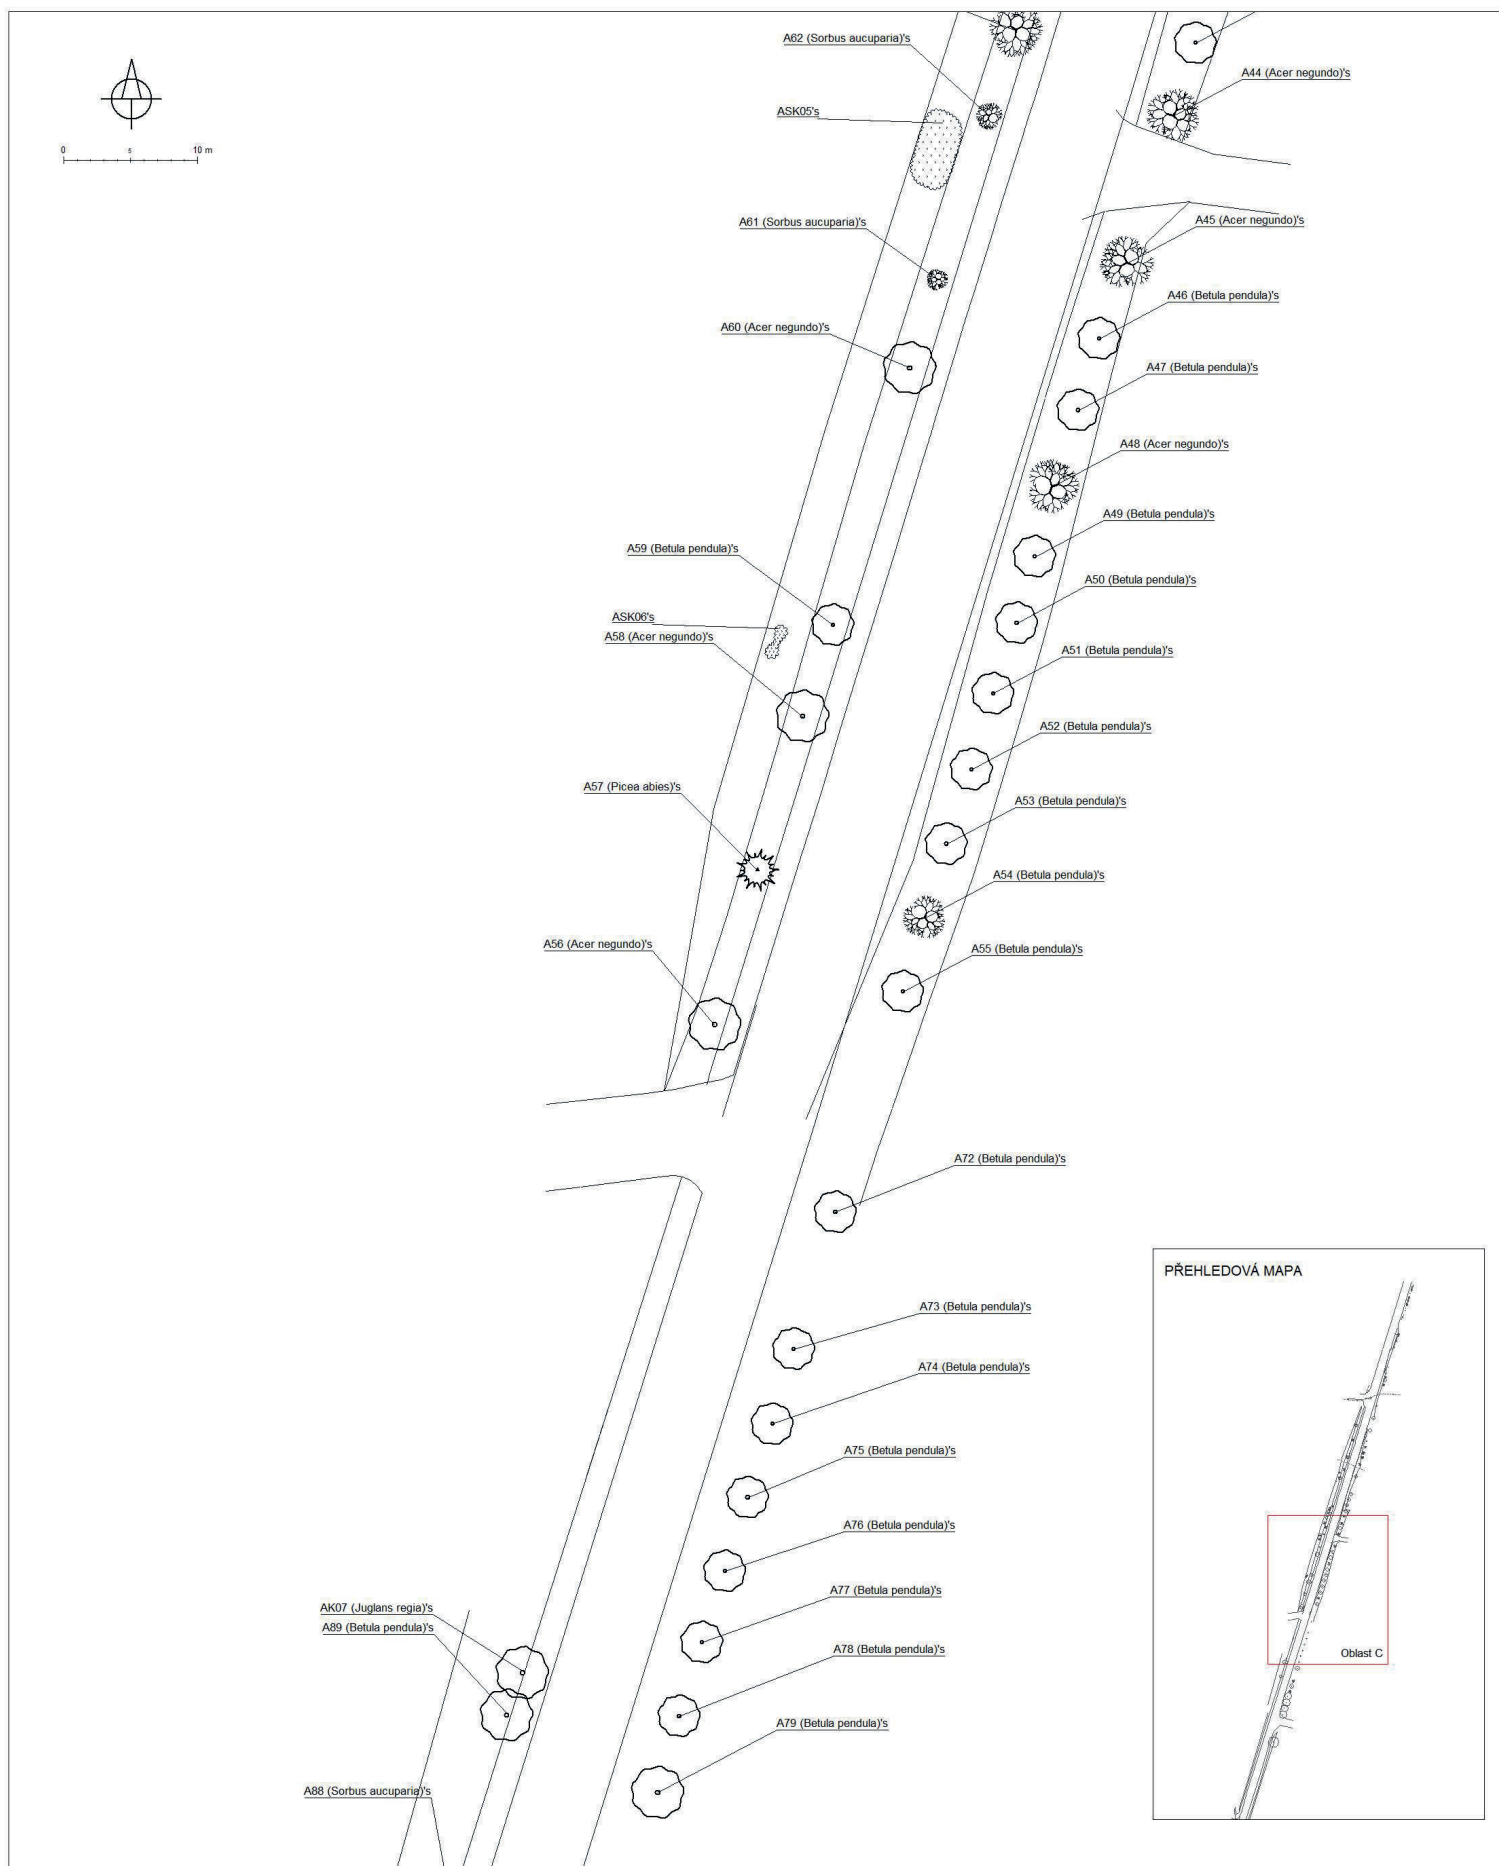 A62 (Sorbus aucuparia)'s
A44 (Acer negundo)'s
ASK05's
0 5 10 m
A61 (Sorbus aucuparia)'s
A45 (Acer negundo)'s
A46 (Betula pendula)'s
A60 (Acer negundo)'s
A47 (Betula pendula)'s
A48 (Acer negundo)'s
A49 (Betula pendula)'s
A59 (Betula pendula)'s
A50 (Betula pendula)'s
ASK06's
A58 (Acer negundo)'s
A51 (Betula pendula)'s
A52 (Betula pendula)'s
A57 (Picea abies)'s
A53 (Betula pendula)'s
A54 (Betula pendula)'s
A56 (Acer negundo)'s
A55 (Betula pendula)'s
A72 (Betula pendula)'s
PŘEHLEDOVÁ MAPA
A73 (Betula pendula)'s
A74 (Betula pendula)'s
A75 (Betula pendula)'s
A76 (Betula pendula)'s
A77 (Betula pendula)'s
AK07 (Juglans regia)'s
A89 (Betula pendula)'s
A78 (Betula pendula)'s
Oblast C
A79 (Betula pendula)'s
A88 (Sorbus aucuparia)'s